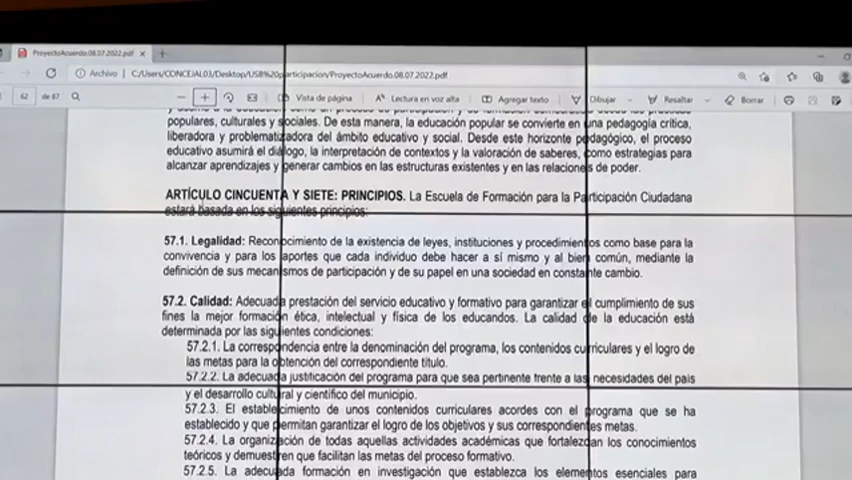 ProyectoAcuerdo.08.07.2022.pdf
Archivo | C:/Users/CONCEJAL03/Desktop/USB%20participacion/ProyectoAcuerdo.08.07.2022.pdf
62 de 87 Vista de página Lectura en voz alta Agregar texto Dibujar Resaltar Borrar
populares, culturales y sociales. De esta manera, la educación popular se convierte en una pedagogía crítica,
liberadora y problematizadora del ámbito educativo y social. Desde este horizonte pedagógico, el proceso
educativo asumirá el diálogo, la interpretación de contextos y la valoración de saberes, como estrategias para
alcanzar aprendizajes y generar cambios en las estructuras existentes y en las relaciones de poder.
ARTÍCULO CINCUENTA Y SIETE: PRINCIPIOS. La Escuela de Formación para la Participación Ciudadana
estará basada en los siguientes principios:
57.1. Legalidad: Reconocimiento de la existencia de leyes, instituciones y procedimientos como base para la
convivencia y para los aportes que cada individuo debe hacer a sí mismo y al bien común, mediante la
definición de sus mecanismos de participación y de su papel en una sociedad en constante cambio.
57.2. Calidad: Adecuada prestación del servicio educativo y formativo para garantizar el cumplimiento de sus
fines la mejor formación ética, intelectual y física de los educandos. La calidad de la educación está
determinada por las siguientes condiciones:
57.2.1. La correspondencia entre la denominación del programa, los contenidos curriculares y el logro de
las metas para la obtención del correspondiente título.
57.2.2. La adecuada justificación del programa para que sea pertinente frente a las necesidades del país
y el desarrollo cultural y científico del municipio.
57.2.3. El establecimiento de unos contenidos curriculares acordes con el programa que se ha
establecido y que permitan garantizar el logro de los objetivos y sus correspondientes metas.
57.2.4. La organización de todas aquellas actividades académicas que fortalezcan los conocimientos
teóricos y demuestren que facilitan las metas del proceso formativo.
57.2.5. La adecuada formación en investigación que establezca los elementos esenciales para